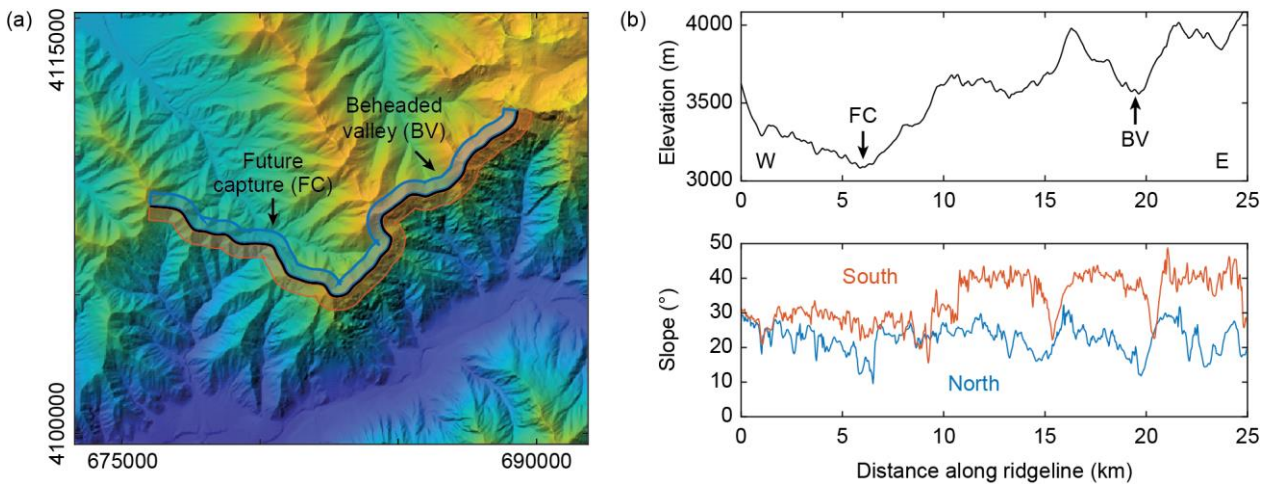 (a)
4115000
4100000
675000
690000
Beheaded
valley (BV)
Future
capture (FC)
(b)
Elevation (m)
4000
3500
3000
FC
BV
W
E
0
5
10
15
20
25
Slope (°)
50
40
30
20
10
0
South
North
0
5
10
15
20
25
Distance along ridgeline (km)